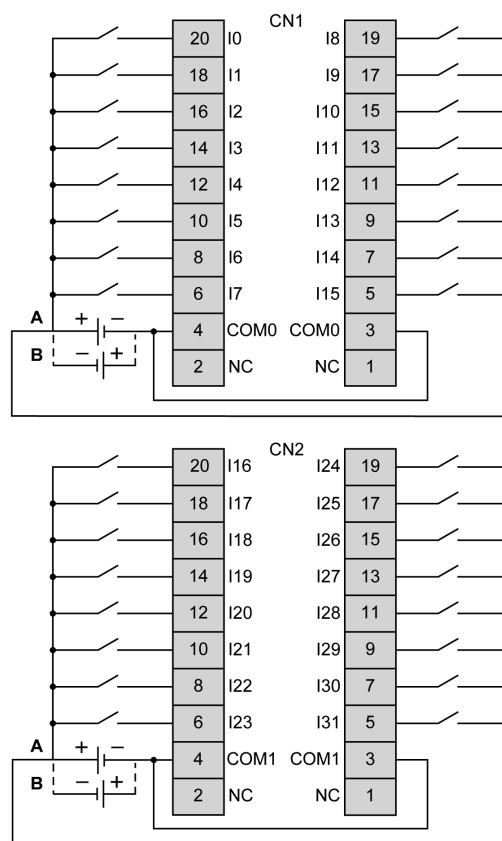 CN1
20 I0 I8 19
18 I1 I9 17
16 I2 I10 15
14 I3 I11 13
12 I4 I12 11
10 I5 I13 9
8 I6 I14 7
6 I7 I15 5
A + − 4 COM0 COM0 3
B − + 2 NC NC 1
CN2
20 I16 I24 19
18 I17 I25 17
16 I18 I26 15
14 I19 I27 13
12 I20 I28 11
10 I21 I29 9
8 I22 I30 7
6 I23 I31 5
A + − 4 COM1 COM1 3
B − + 2 NC NC 1